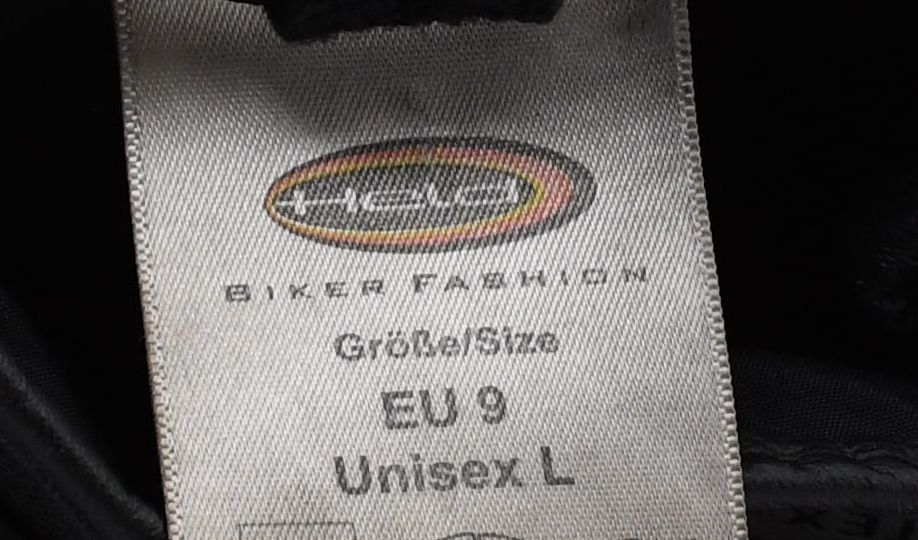 Held
BIKER FASHION
Größe/Size
EU 9
Unisex L